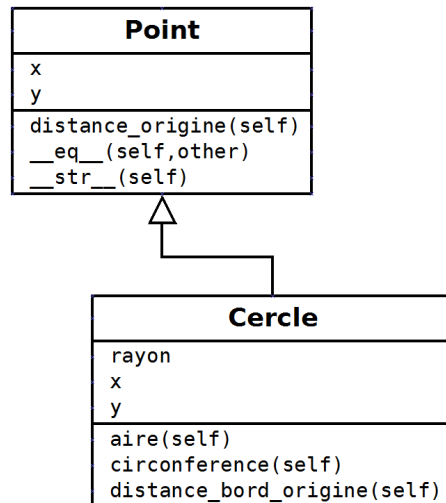 Point
x
y
distance_origine(self)
__eq__(self,other)
__str__(self)
Cercle
rayon
x
y
aire(self)
circonference(self)
distance_bord_origine(self)